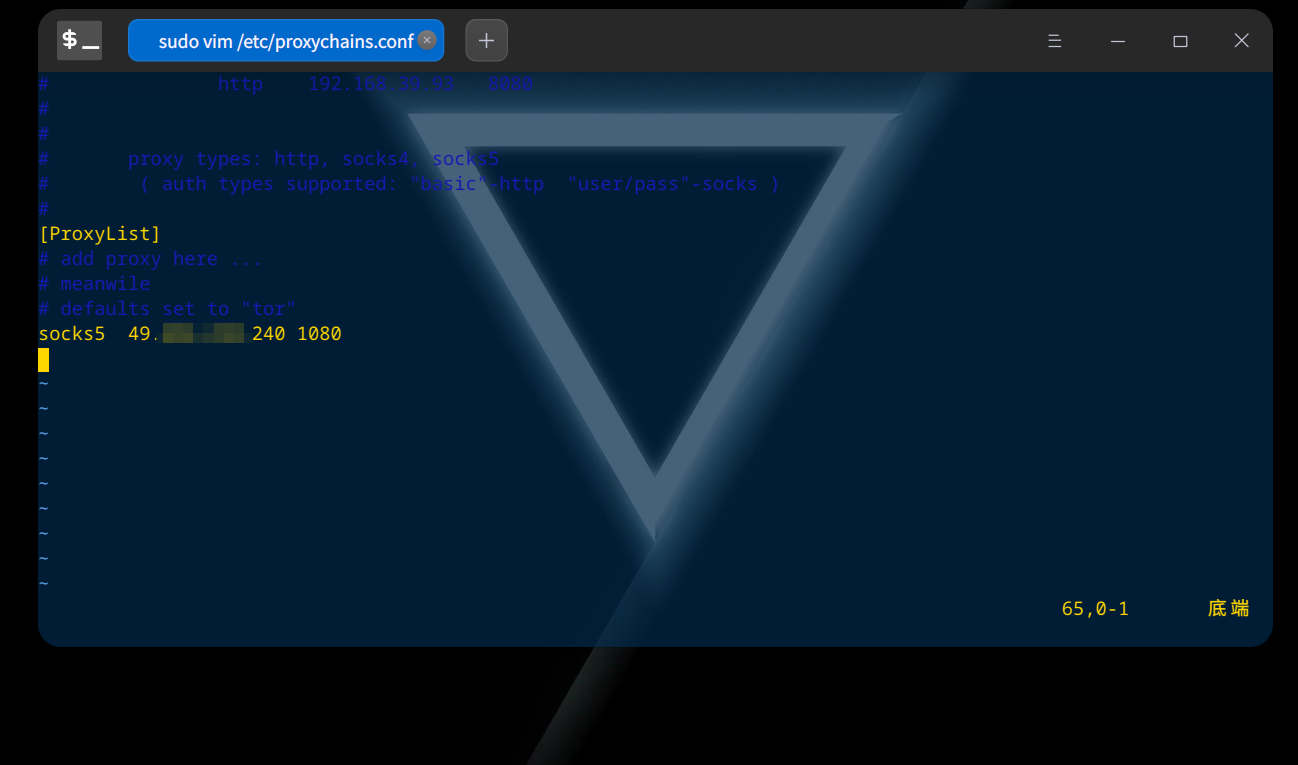 $ _
sudo vim /etc/proxychains.conf
# http 192.168.39.93 8080
#
#
# proxy types: http, socks4, socks5
# ( auth types supported: "basic"-http "user/pass"-socks )
#
[ProxyList]
# add proxy here ...
# meanwile
# defaults set to "tor"
socks5 49. 240 1080
~
~
~
~
~
~
~
~
~
65,0-1 底端